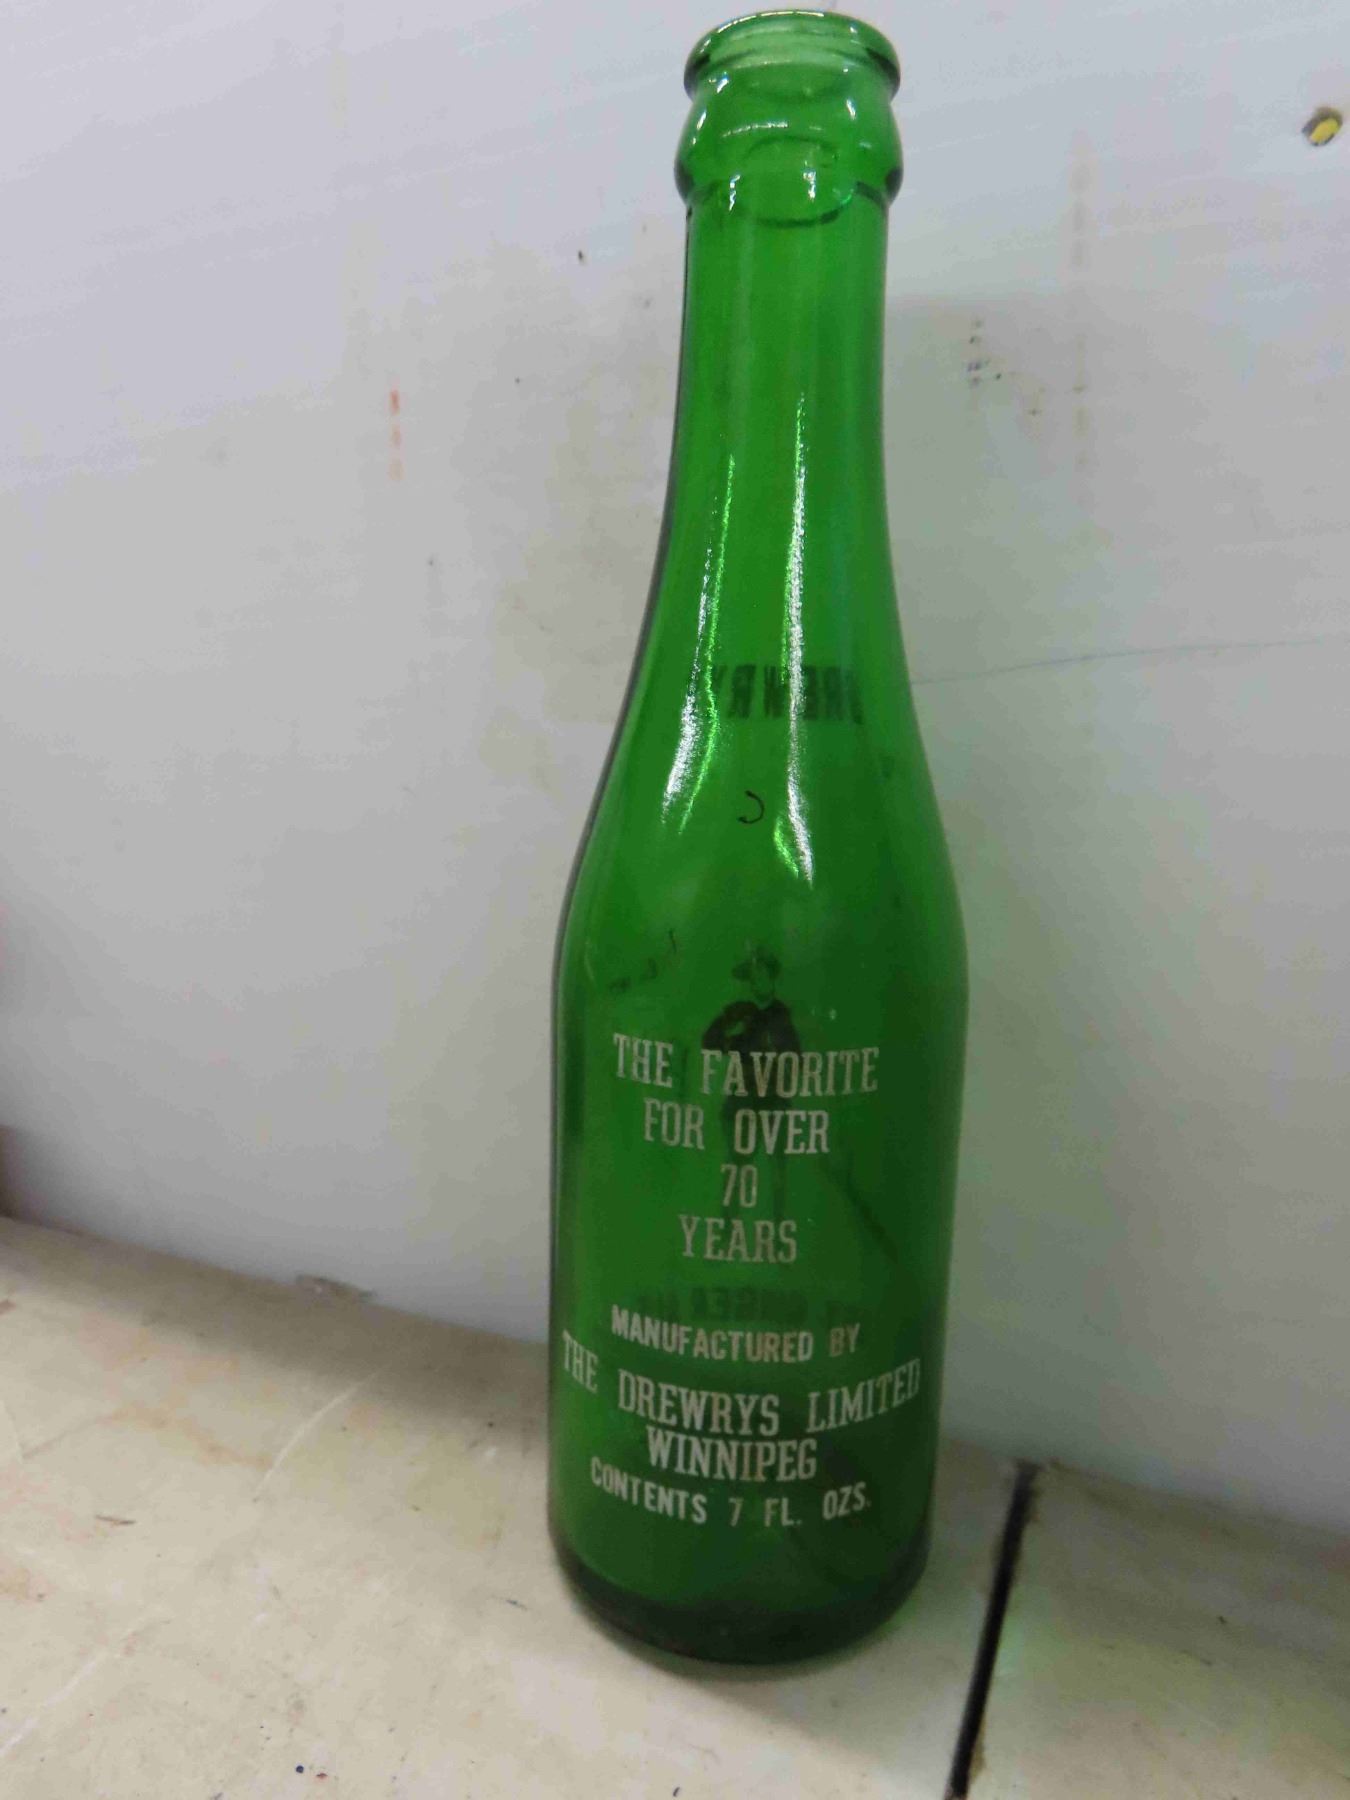 THE FAVORITE
FOR OVER
70
YEARS
MANUFACTURED BY
THE DREWRYS LIMITED
WINNIPEG
CONTENTS 7 FL. OZS.